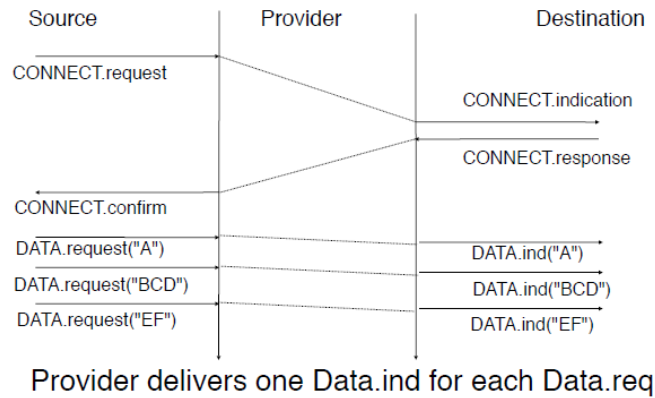 Source Provider Destination
CONNECT.request
CONNECT.indication
CONNECT.response
CONNECT.confirm
DATA.request("A")
DATA.ind("A")
DATA.request("BCD")
DATA.ind("BCD")
DATA.request("EF")
DATA.ind("EF")
Provider delivers one Data.ind for each Data.req